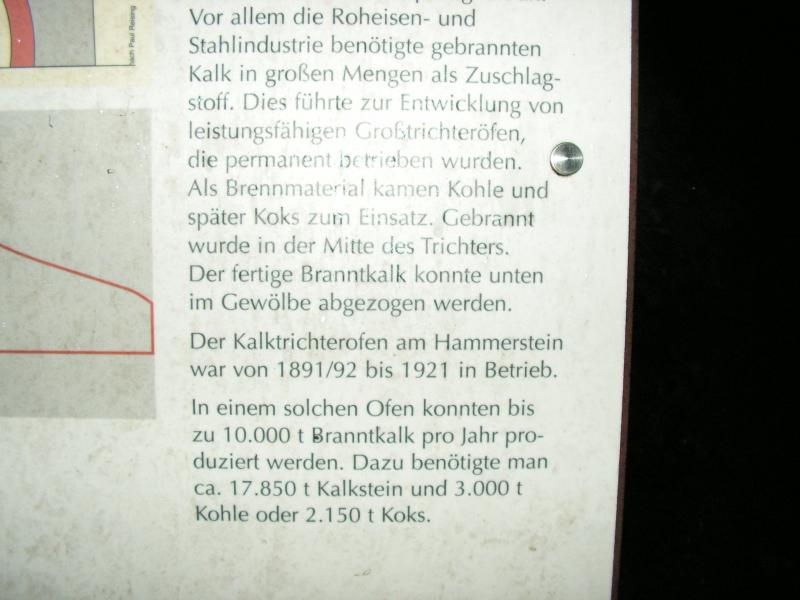 Vor allem die Roheisen- und
Stahlindustrie benötigte gebrannten
Kalk in großen Mengen als Zuschlag-
stoff. Dies führte zur Entwicklung von
leistungsfähigen Großtrichteröfen,
die permanent betrieben wurden.
Als Brennmaterial kamen Kohle und
später Koks zum Einsatz. Gebrannt
wurde in der Mitte des Trichters.
Der fertige Branntkalk konnte unten
im Gewölbe abgezogen werden.
Der Kalktrichterofen am Hammerstein
war von 1891/92 bis 1921 in Betrieb.
In einem solchen Ofen konnten bis
zu 10.000 t Branntkalk pro Jahr pro-
duziert werden. Dazu benötigte man
ca. 17.850 t Kalkstein und 3.000 t
Kohle oder 2.150 t Koks.
nach Paul Reising